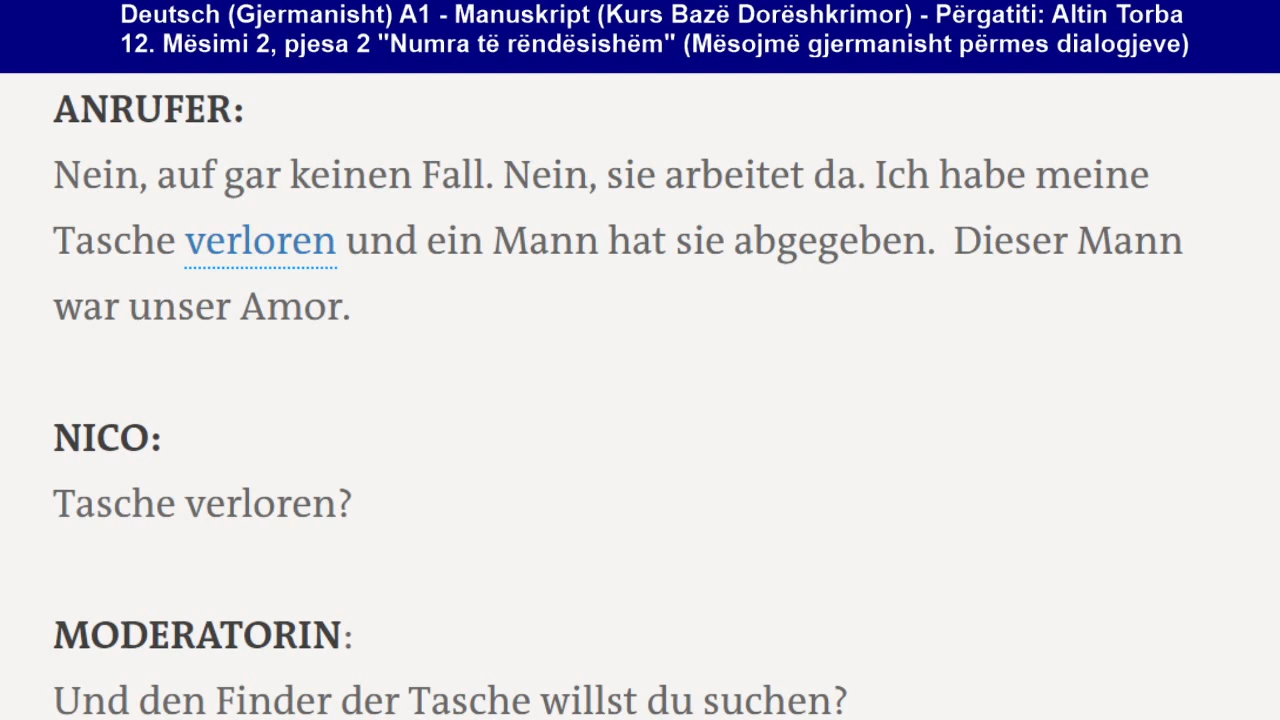 Deutsch (Gjermanisht) A1 - Manuskript (Kurs Bazë Dorëshkrimor) - Përgatiti: Altin Torba
12. Mësimi 2, pjesa 2 "Numra të rëndësishëm" (Mësojmë gjermanisht përmes dialogjeve)
ANRUFER:
Nein, auf gar keinen Fall. Nein, sie arbeitet da. Ich habe meine
Tasche verloren und ein Mann hat sie abgegeben.  Dieser Mann
war unser Amor.
NICO:
Tasche verloren?
MODERATORIN:
Und den Finder der Tasche willst du suchen?